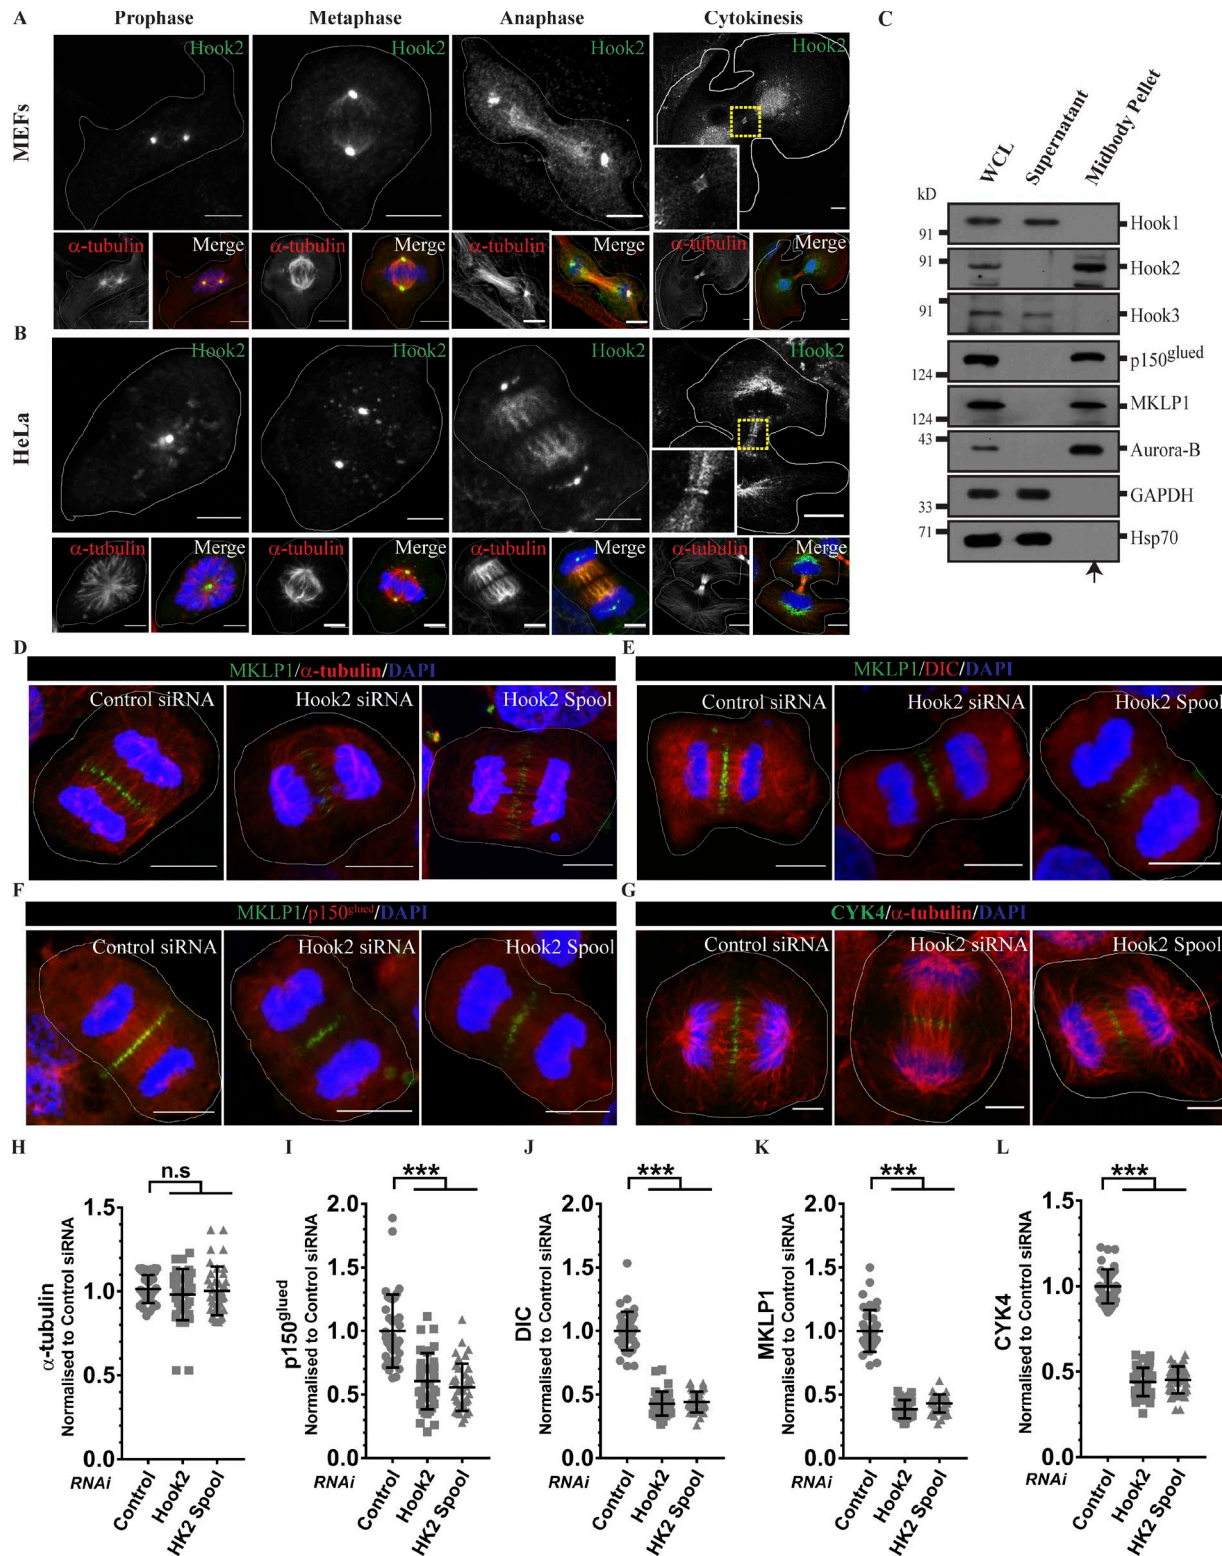 A
Prophase
Metaphase
Anaphase
Cytokinesis
MEFs
Hook2
Hook2
Hook2
Hook2
α-tubulin
Merge
α-tubulin
Merge
α-tubulin
Merge
α-tubulin
Merge
B
HeLa
Hook2
Hook2
Hook2
Hook2
α-tubulin
Merge
α-tubulin
Merge
α-tubulin
Merge
α-tubulin
Merge
C
WCL
Supernatant
Midbody Pellet
kD
91
Hook1
91
Hook2
91
Hook3
124
p150glued
124
MKLP1
43
Aurora-B
33
GAPDH
71
Hsp70
D
MKLP1/α-tubulin/DAPI
Control siRNA
Hook2 siRNA
Hook2 Spool
E
MKLP1/DIC/DAPI
Control siRNA
Hook2 siRNA
Hook2 Spool
F
MKLP1/p150glued/DAPI
Control siRNA
Hook2 siRNA
Hook2 Spool
G
CYK4/α-tubulin/DAPI
Control siRNA
Hook2 siRNA
Hook2 Spool
H
n.s
α-tubulin
Normalised to Control siRNA
1.5
1.0
0.5
0.0
RNAi
Control
Hook2
HK2 Spool
I
***
p150glued
Normalised to Control siRNA
2.0
1.5
1.0
0.5
0.0
RNAi
Control
Hook2
HK2 Spool
J
***
DIC
Normalised to Control siRNA
2.0
1.5
1.0
0.5
0.0
RNAi
Control
Hook2
HK2 Spool
K
***
MKLP1
Normalised to Control siRNA
2.0
1.5
1.0
0.5
0.0
RNAi
Control
Hook2
HK2 Spool
L
***
CYK4
Normalised to Control siRNA
1.5
1.0
0.5
0.0
RNAi
Control
Hook2
HK2 Spool